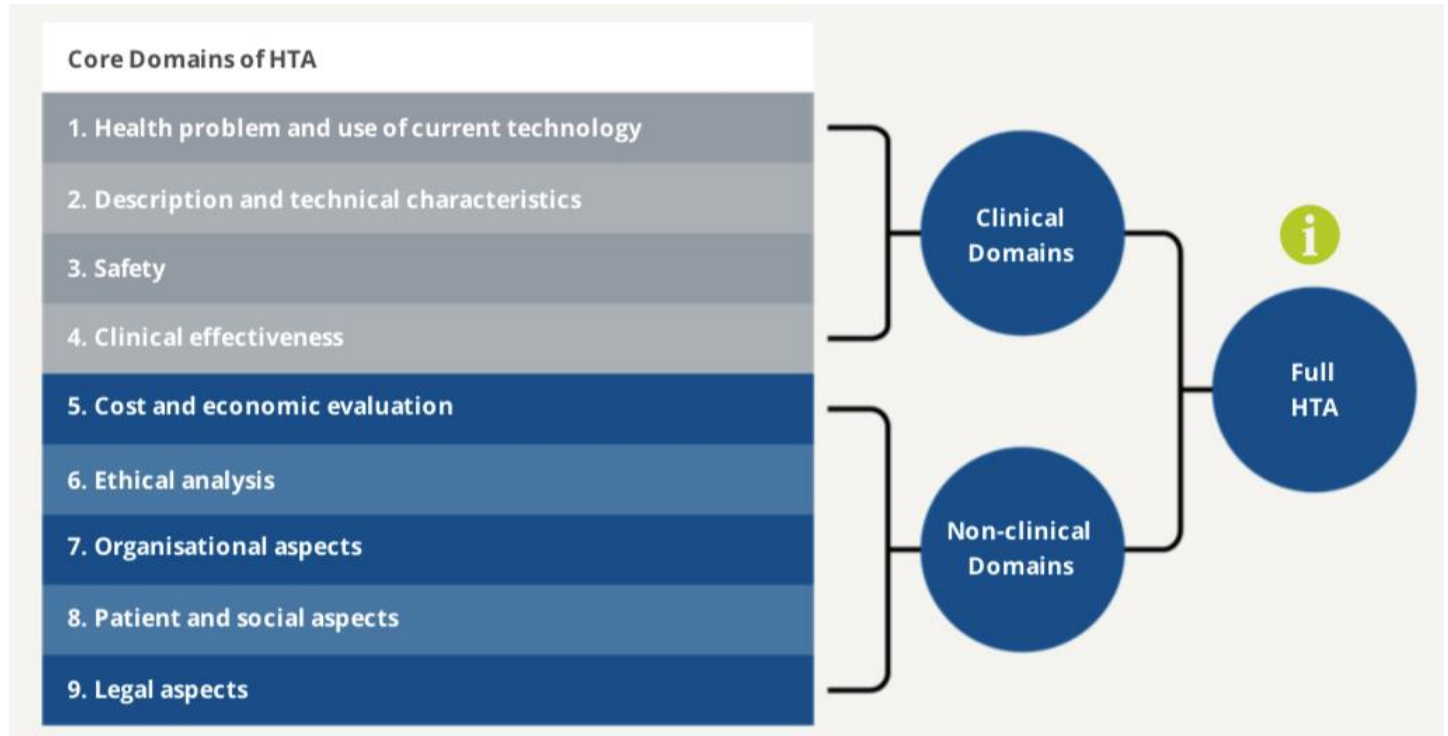 Core Domains of HTA
1. Health problem and use of current technology
2. Description and technical characteristics
3. Safety
4. Clinical effectiveness
5. Cost and economic evaluation
6. Ethical analysis
7. Organisational aspects
8. Patient and social aspects
9. Legal aspects
Clinical
Domains
Non-clinical
Domains
i
Full
HTA